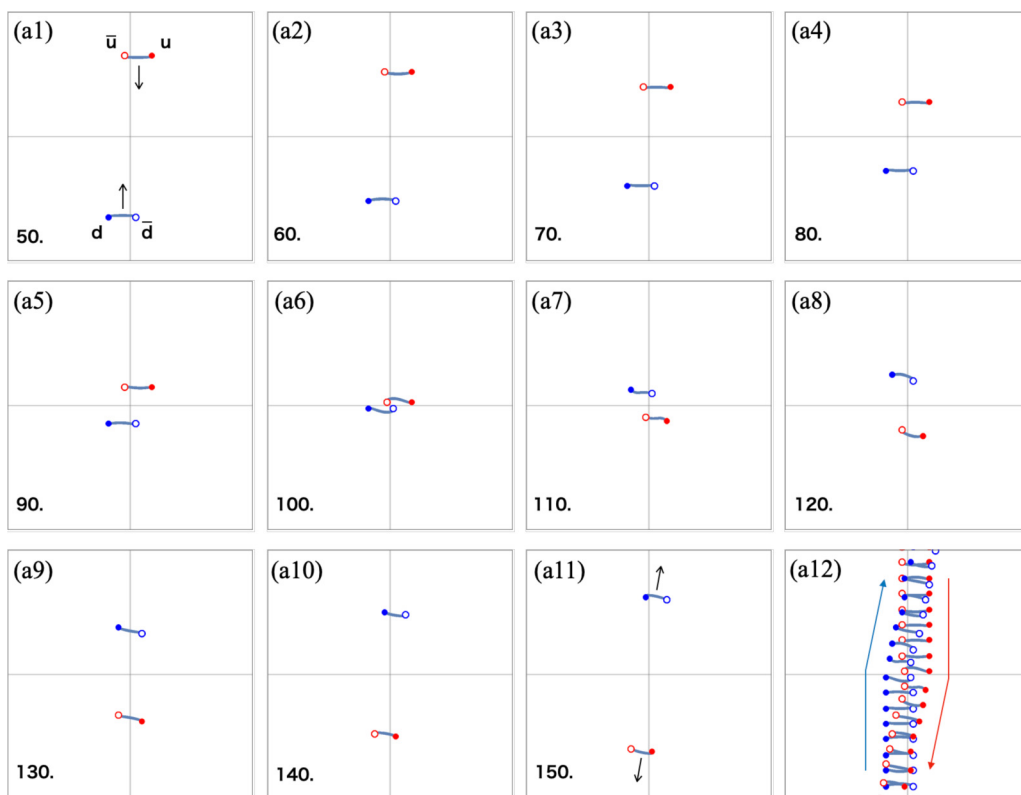 (a1)
ū u
d d̄
50.
(a2)
60.
(a3)
70.
(a4)
80.
(a5)
90.
(a6)
100.
(a7)
110.
(a8)
120.
(a9)
130.
(a10)
140.
(a11)
150.
(a12)